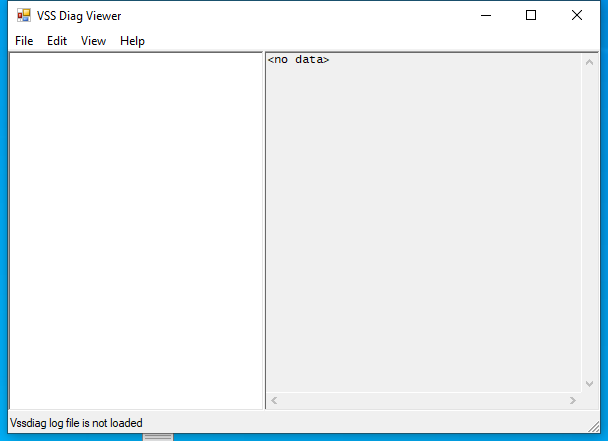 VSS Diag Viewer
File Edit View Help
<no data>
Vssdiag log file is not loaded